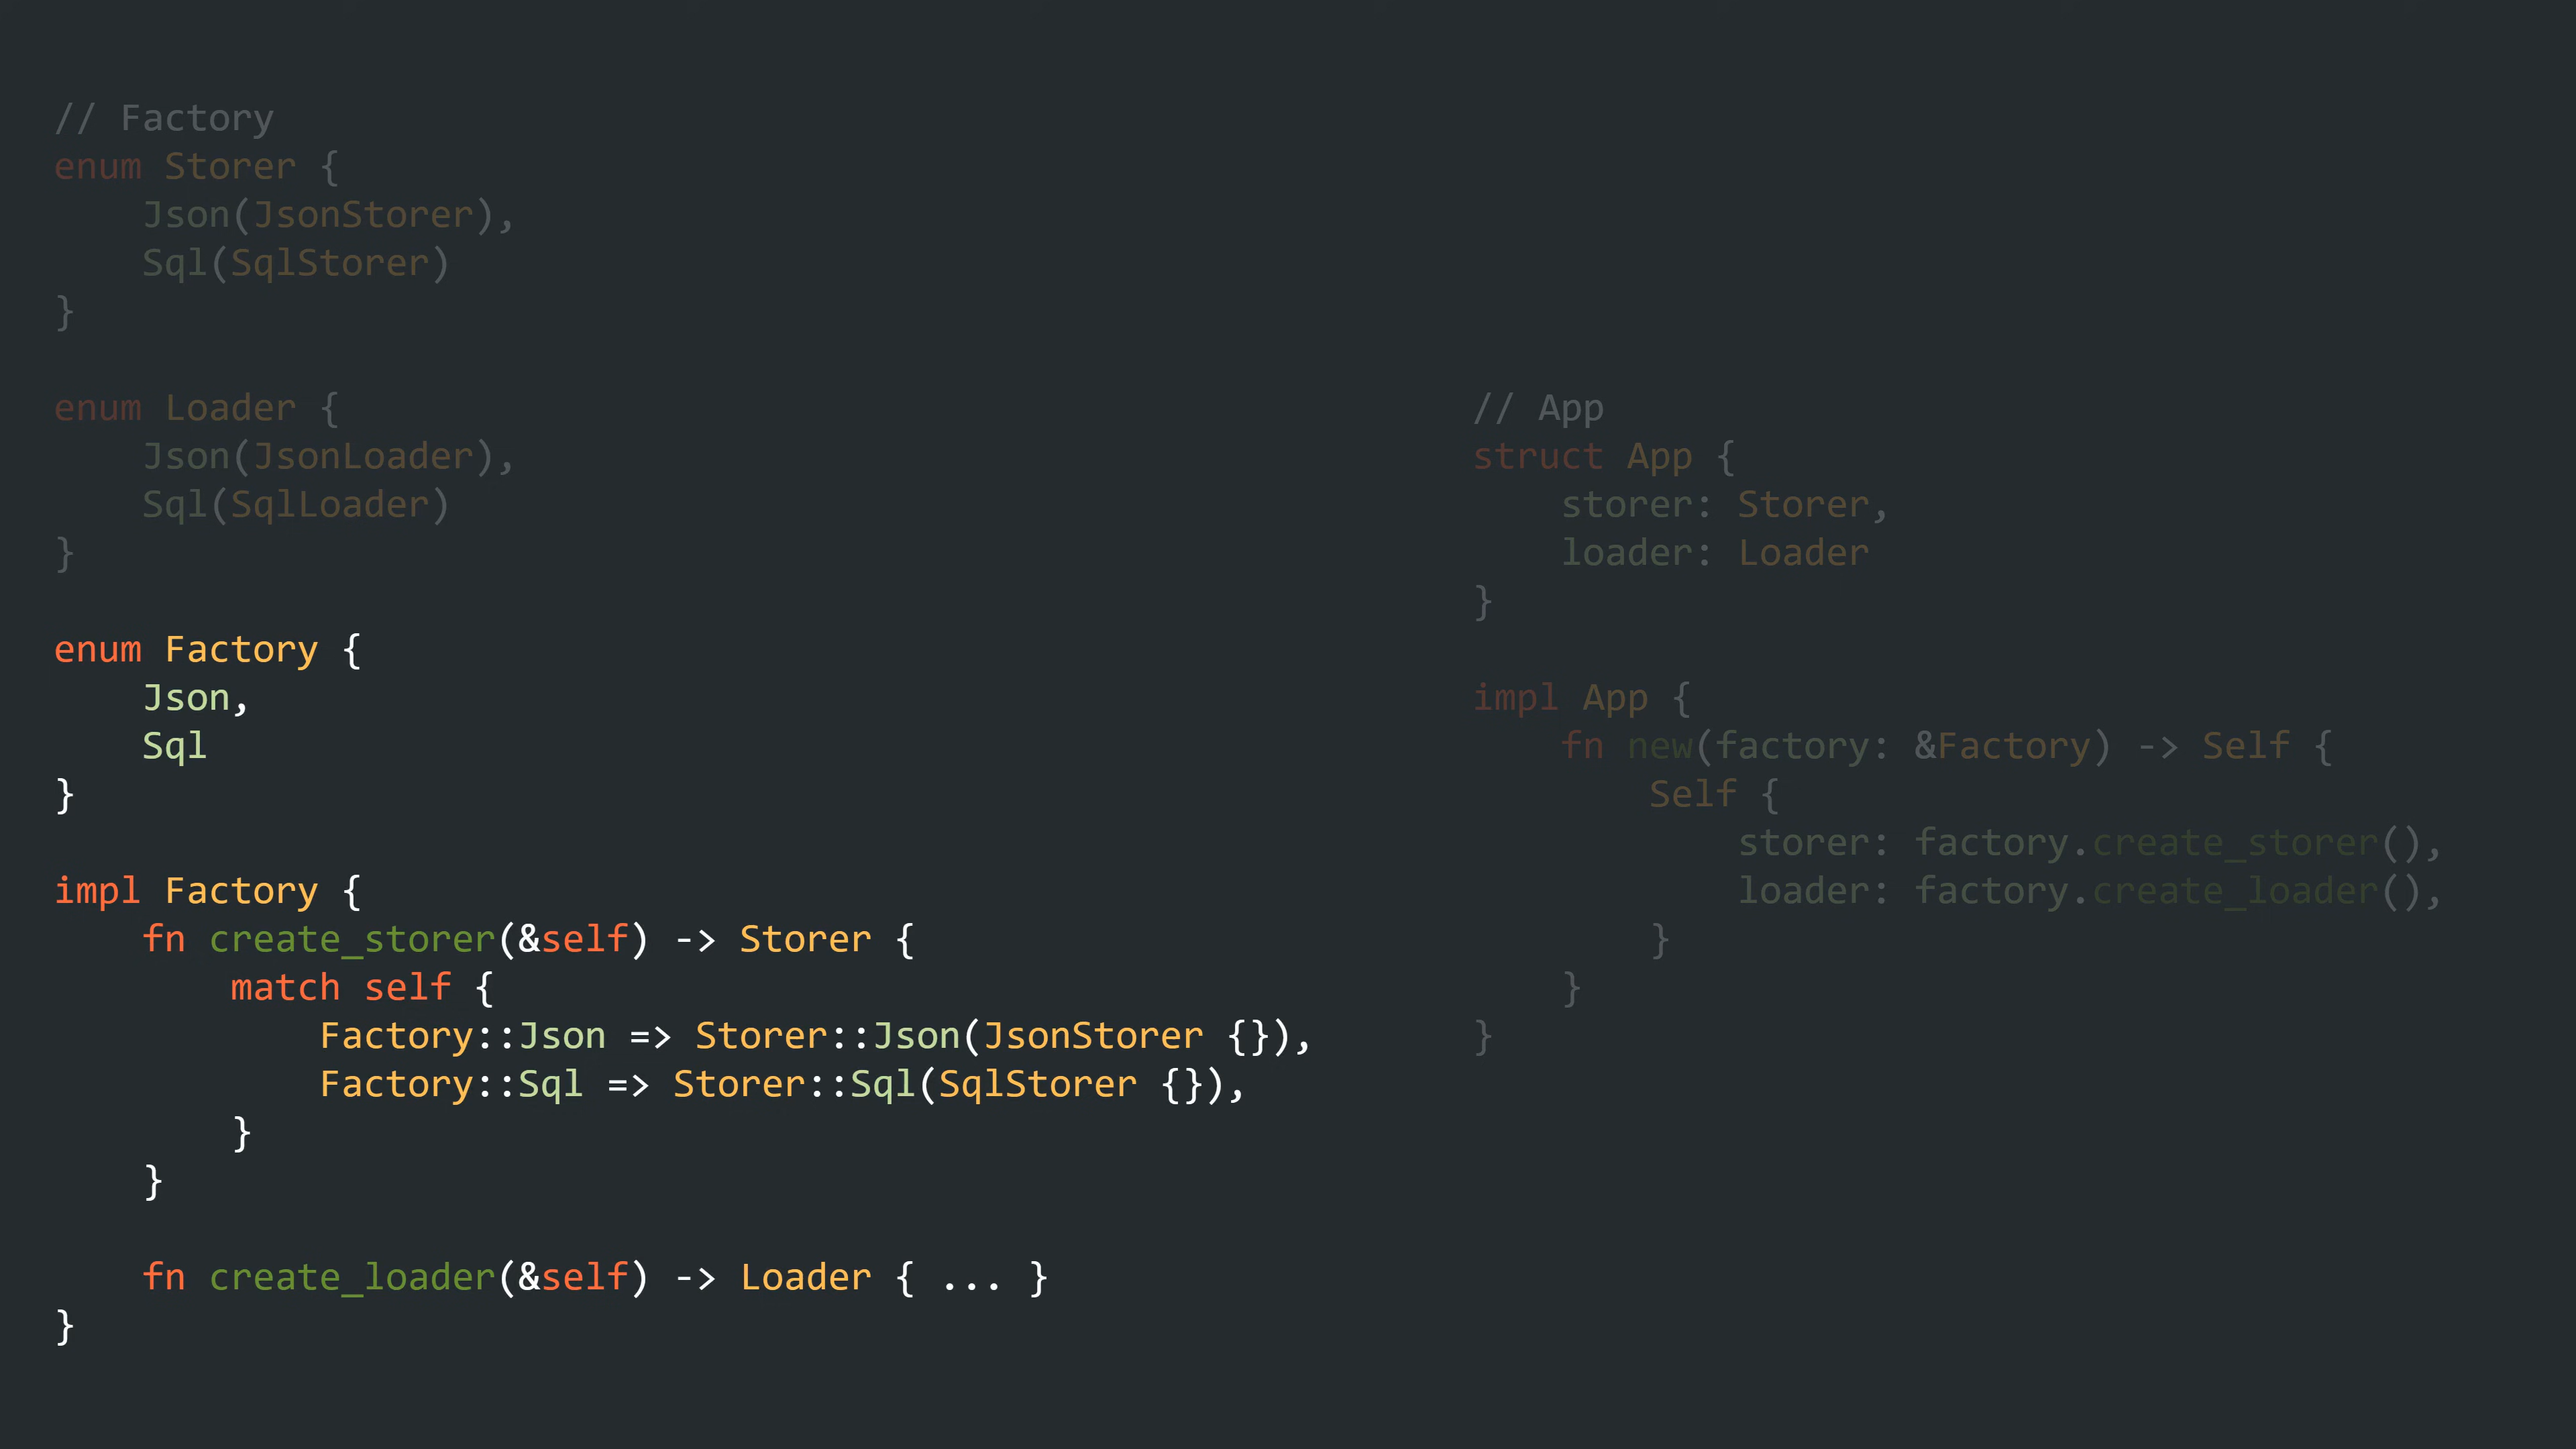 // Factory
enum Storer {
    Json(JsonStorer),
    Sql(SqlStorer)
}

enum Loader {
    Json(JsonLoader),
    Sql(SqlLoader)
}

enum Factory {
    Json,
    Sql
}

impl Factory {
    fn create_storer(&self) -> Storer {
        match self {
            Factory::Json => Storer::Json(JsonStorer {}),
            Factory::Sql => Storer::Sql(SqlStorer {}),
        }
    }

    fn create_loader(&self) -> Loader { ... }
}

// App
struct App {
    storer: Storer,
    loader: Loader
}

impl App {
    fn new(factory: &Factory) -> Self {
        Self {
            storer: factory.create_storer(),
            loader: factory.create_loader(),
        }
    }
}